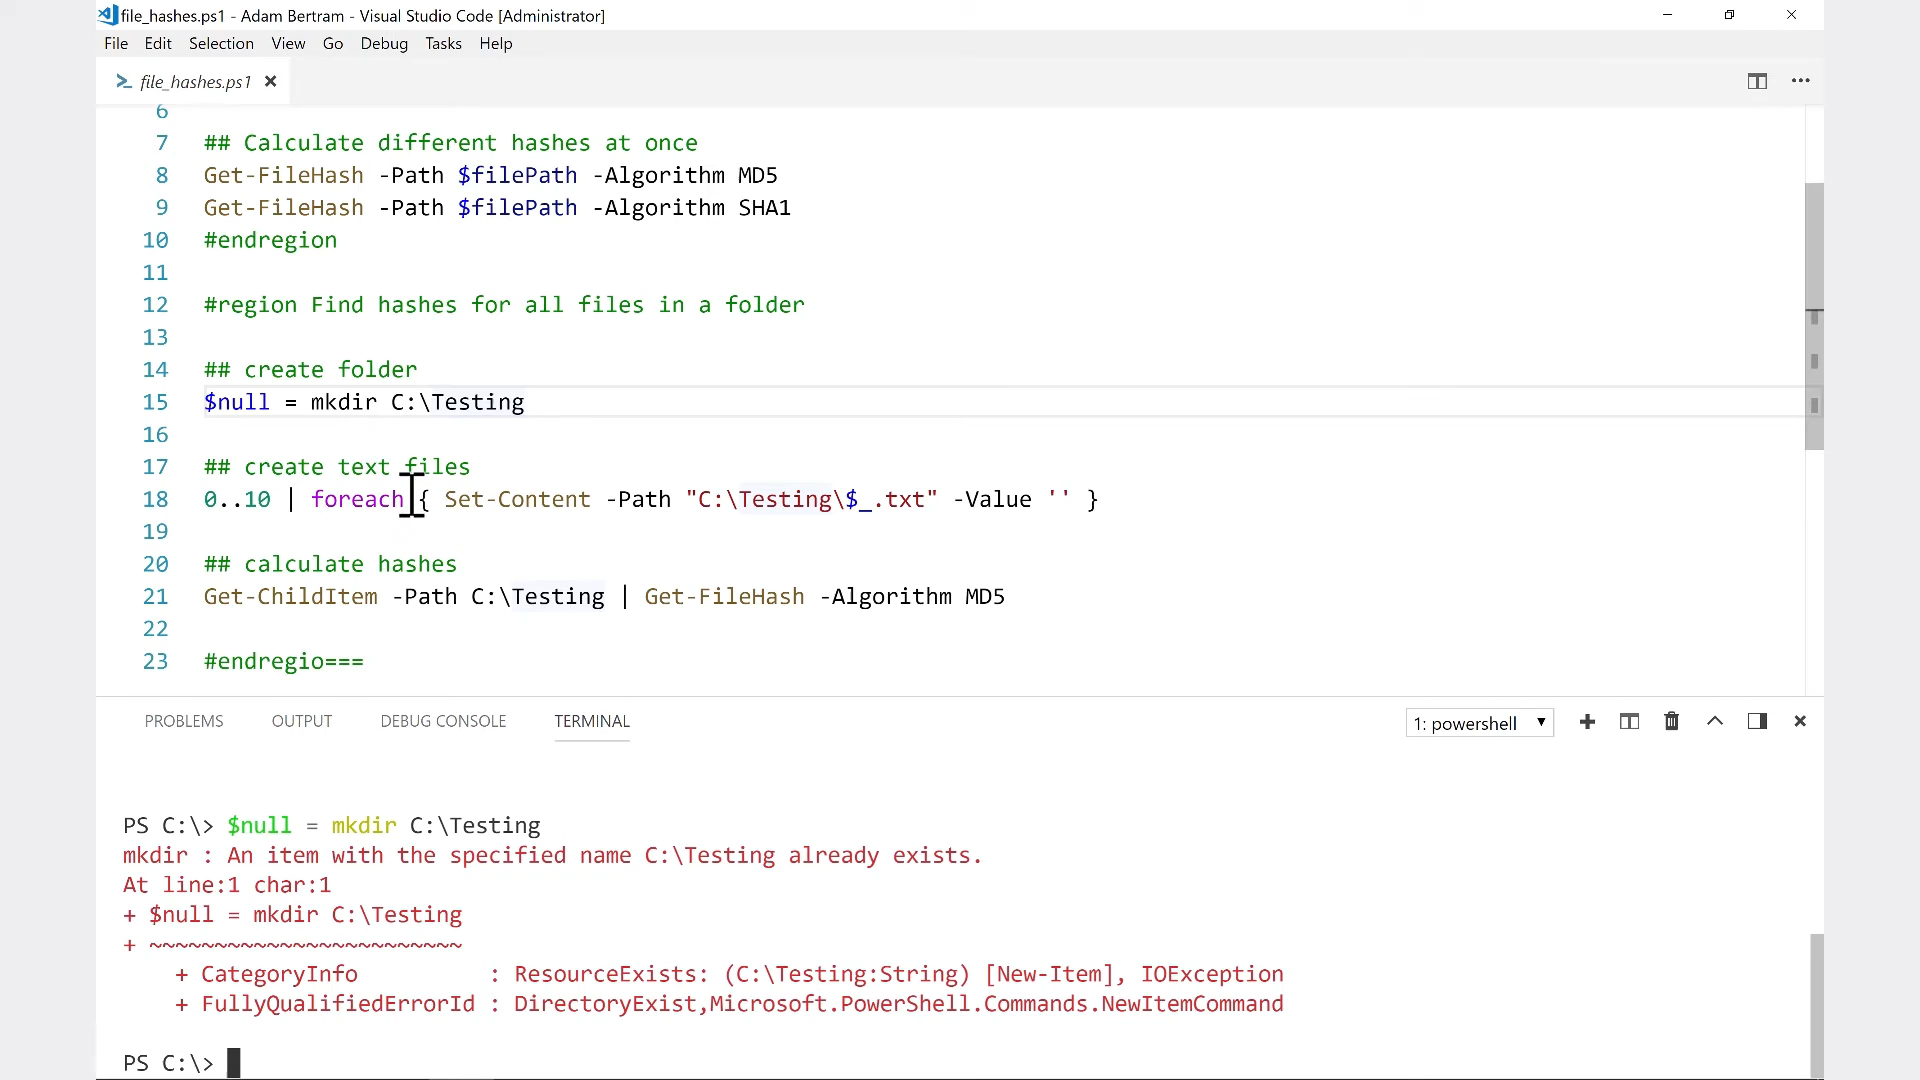 file_hashes.ps1 - Adam Bertram - Visual Studio Code [Administrator]
File Edit Selection View Go Debug Tasks Help
file_hashes.ps1
6
7 ## Calculate different hashes at once
8 Get-FileHash -Path $filePath -Algorithm MD5
9 Get-FileHash -Path $filePath -Algorithm SHA1
10 #endregion
11
12 #region Find hashes for all files in a folder
13
14 ## create folder
15 $null = mkdir C:\Testing
16
17 ## create text files
18 0..10 | foreach { Set-Content -Path "C:\Testing\$_.txt" -Value '' }
19
20 ## calculate hashes
21 Get-ChildItem -Path C:\Testing | Get-FileHash -Algorithm MD5
22
23 #endregio===
PROBLEMS OUTPUT DEBUG CONSOLE TERMINAL 1: powershell
PS C:\> $null = mkdir C:\Testing
mkdir : An item with the specified name C:\Testing already exists.
At line:1 char:1
+ $null = mkdir C:\Testing
+ ~~~~~~~~~~~~~~~~~~~~~~~~
+ CategoryInfo : ResourceExists: (C:\Testing:String) [New-Item], IOException
+ FullyQualifiedErrorId : DirectoryExist,Microsoft.PowerShell.Commands.NewItemCommand
PS C:\>